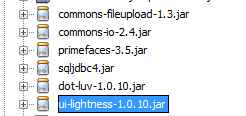 commons-fileupload-1.3.jar
commons-io-2.4.jar
primefaces-3.5.jar
sqljdbc4.jar
dot-luv-1.0.10.jar
ui-lightness-1.0.10.jar